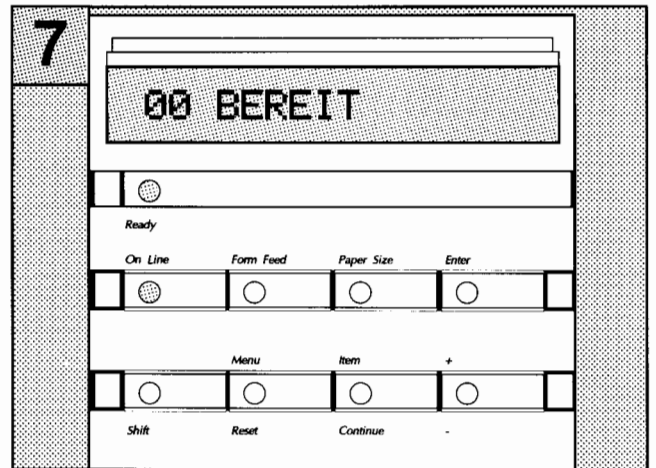 7
00 BEREIT
Ready
On Line Form Feed Paper Size Enter
Menu Item +
Shift Reset Continue -